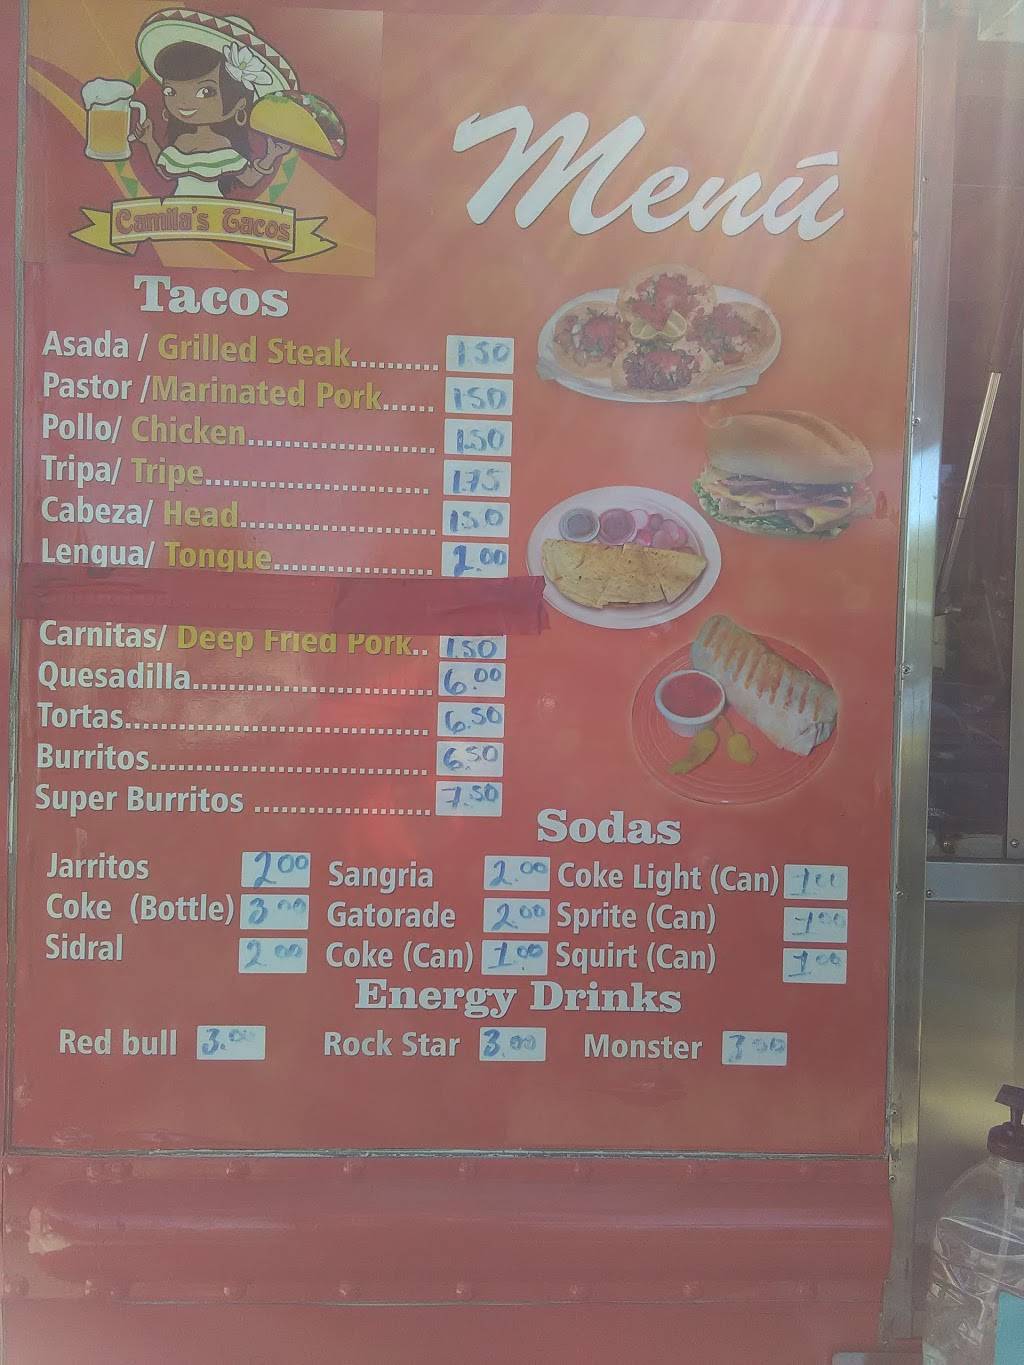 Camila's Tacos
Menú
Tacos
Asada / Grilled Steak.......... 1.50
Pastor /Marinated Pork...... 1.50
Pollo/ Chicken...................... 1.50
Tripa/ Tripe.......................... 1.75
Cabeza/ Head....................... 1.50
Lengua/ Tongue................... 2.00
Carnitas/ Deep Fried Pork.. 1.50
Quesadilla............................ 6.00
Tortas................................... 6.50
Burritos................................ 6.50
Super Burritos .................... 7.50
Sodas
Jarritos 2.00 Sangria 2.00 Coke Light (Can) 1.00
Coke (Bottle) 3.00 Gatorade 2.00 Sprite (Can) 1.00
Sidral 2.00 Coke (Can) 1.00 Squirt (Can) 1.00
Energy Drinks
Red bull 3.00 Rock Star 3.00 Monster 3.00